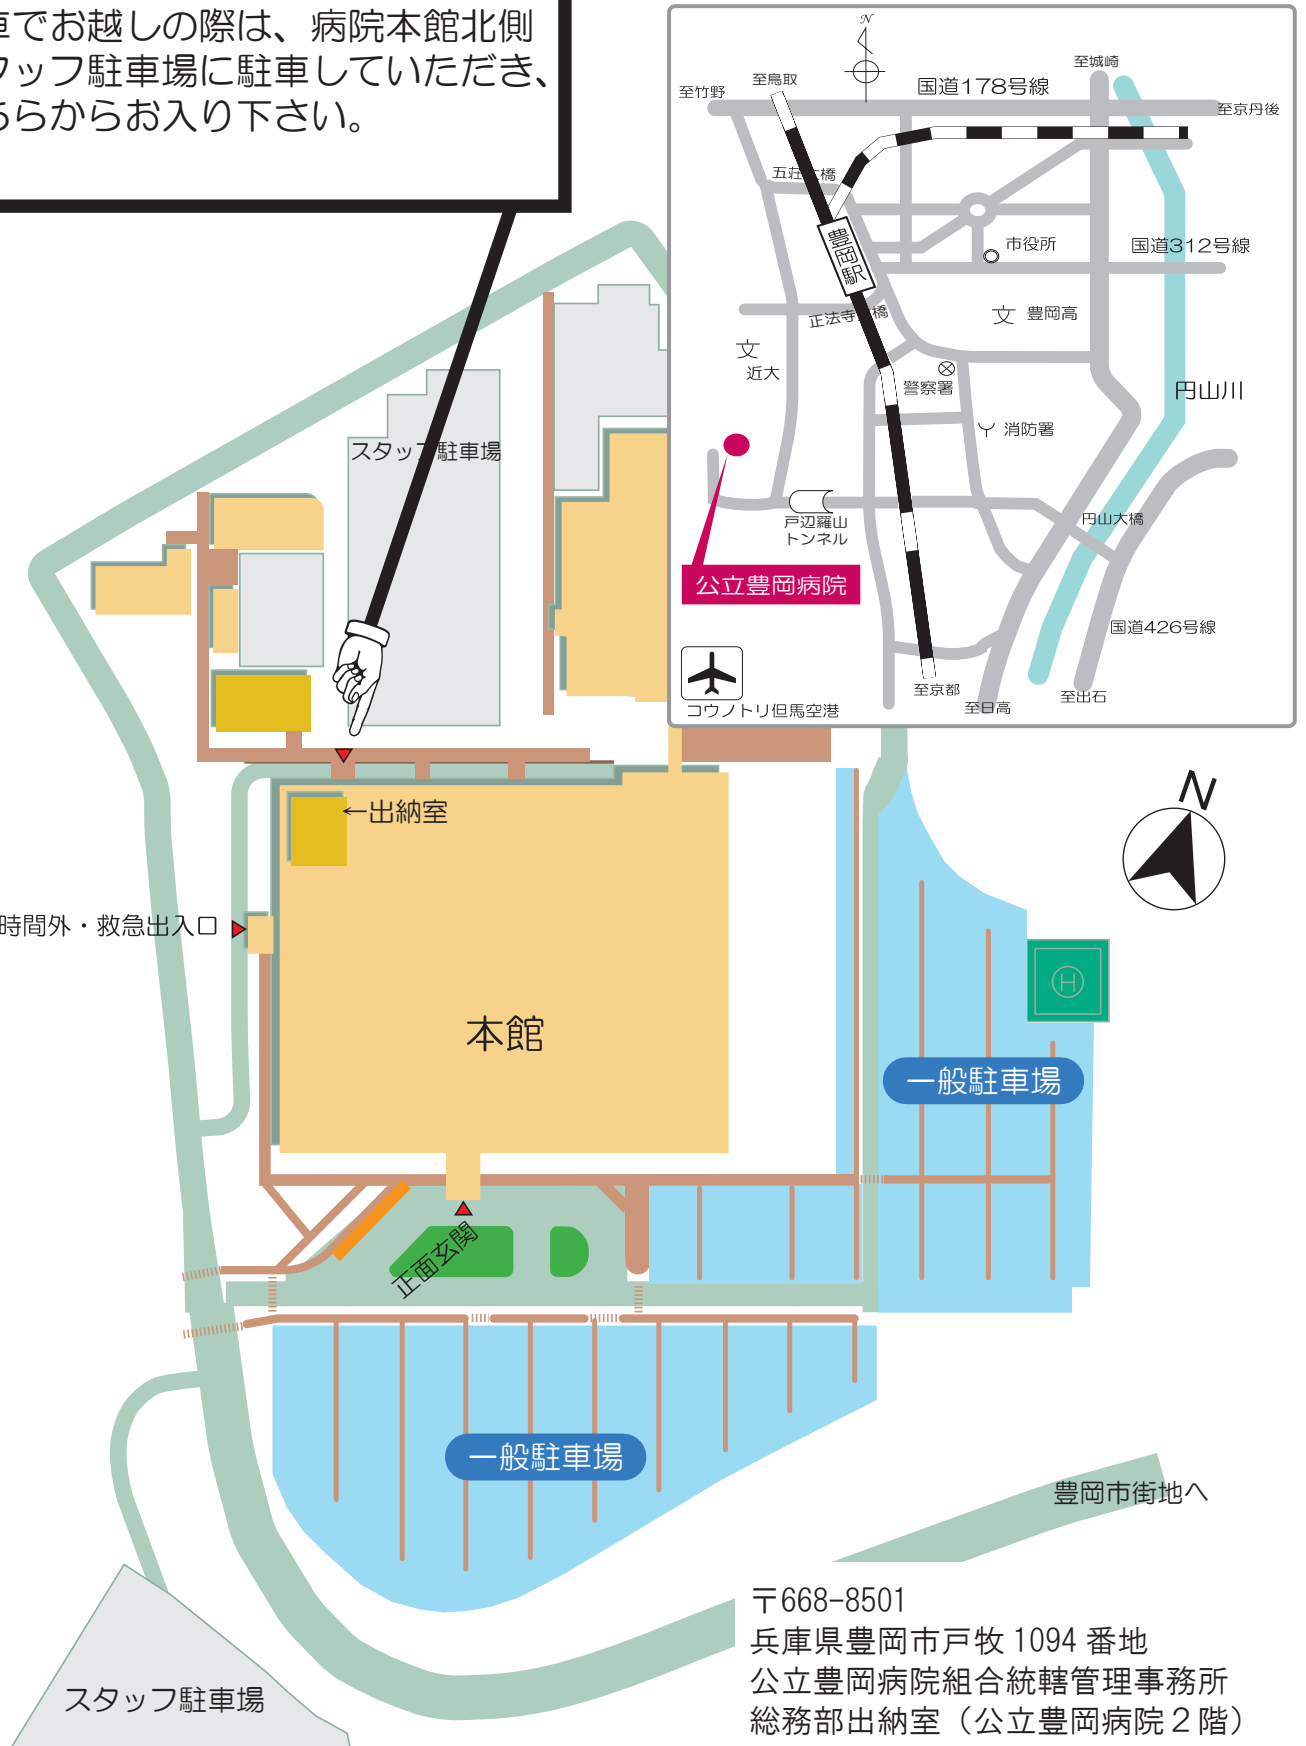 車でお越しの際は、病院本館北側
タッフ駐車場に駐車していただき、
ちらからお入り下さい。
N
至鳥取
至竹野
国道178号線
至城崎
至京丹後
五荘大橋
豊岡駅
市役所
国道312号線
正法寺大橋
文
豊岡高
文
近大
警察署
円山川
消防署
戸辺羅山
トンネル
円山大橋
公立豊岡病院
国道426号線
コウノトリ但馬空港
至京都
至日高
至出石
スタッフ駐車場
←出納室
N
時間外・救急出入口
H
本館
一般駐車場
正面玄関
一般駐車場
豊岡市街地へ
スタッフ駐車場
〒668-8501
兵庫県豊岡市戸牧 1094 番地
公立豊岡病院組合統轄管理事務所
総務部出納室（公立豊岡病院２階）